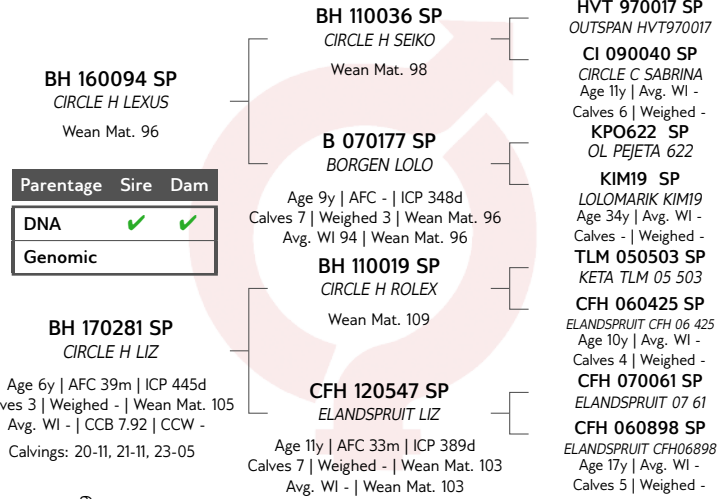 BH 160094 SP
CIRCLE H LEXUS
Wean Mat. 96
Parentage Sire Dam
DNA ✔ ✔
Genomic
BH 170281 SP
CIRCLE H LIZ
Age 6y | AFC 39m | ICP 445d
ves 3 | Weighed - | Wean Mat. 105
Avg. WI - | CCB 7.92 | CCW -
Calvings: 20-11, 21-11, 23-05
BH 110036 SP
CIRCLE H SEIKO
Wean Mat. 98
B 070177 SP
BORGEN LOLO
Age 9y | AFC - | ICP 348d
Calves 7 | Weighed 3 | Wean Mat. 96
Avg. WI 94 | Wean Mat. 96
BH 110019 SP
CIRCLE H ROLEX
Wean Mat. 109
CFH 120547 SP
ELANDSPRUIT LIZ
Age 11y | AFC 33m | ICP 389d
Calves 7 | Weighed - | Wean Mat. 103
Avg. WI - | Wean Mat. 103
HVT 970017 SP
OUTSPAN HVT970017
CI 090040 SP
CIRCLE C SABRINA
Age 11y | Avg. WI -
Calves 6 | Weighed -
KPO622 SP
OL PEJETA 622
KIM19 SP
LOLOMARIK KIM19
Age 34y | Avg. WI -
Calves - | Weighed -
TLM 050503 SP
KETA TLM 05 503
CFH 060425 SP
ELANDSPRUIT CFH 06 425
Age 10y | Avg. WI -
Calves 4 | Weighed -
CFH 070061 SP
ELANDSPRUIT 07 61
CFH 060898 SP
ELANDSPRUIT CFH06898
Age 17y | Avg. WI -
Calves 5 | Weighed -